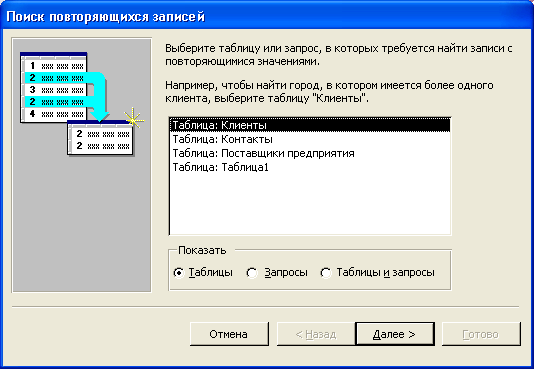 Поиск повторяющихся записей
1 xxx xxx xxx
2 xxx xxx xxx
3 xxx xxx xxx
2 xxx xxx xxx
4 xxx xxx xxx
2 xxx xxx xxx
2 xxx xxx xxx
Выберите таблицу или запрос, в которых требуется найти записи с
повторяющимися значениями.
Например, чтобы найти город, в котором имеется более одного
клиента, выберите таблицу "Клиенты".
Таблица: Клиенты
Таблица: Контакты
Таблица: Поставщики предприятия
Таблица: Таблица1
Показать
Таблицы Запросы Таблицы и запросы
Отмена < Назад Далее > Готово